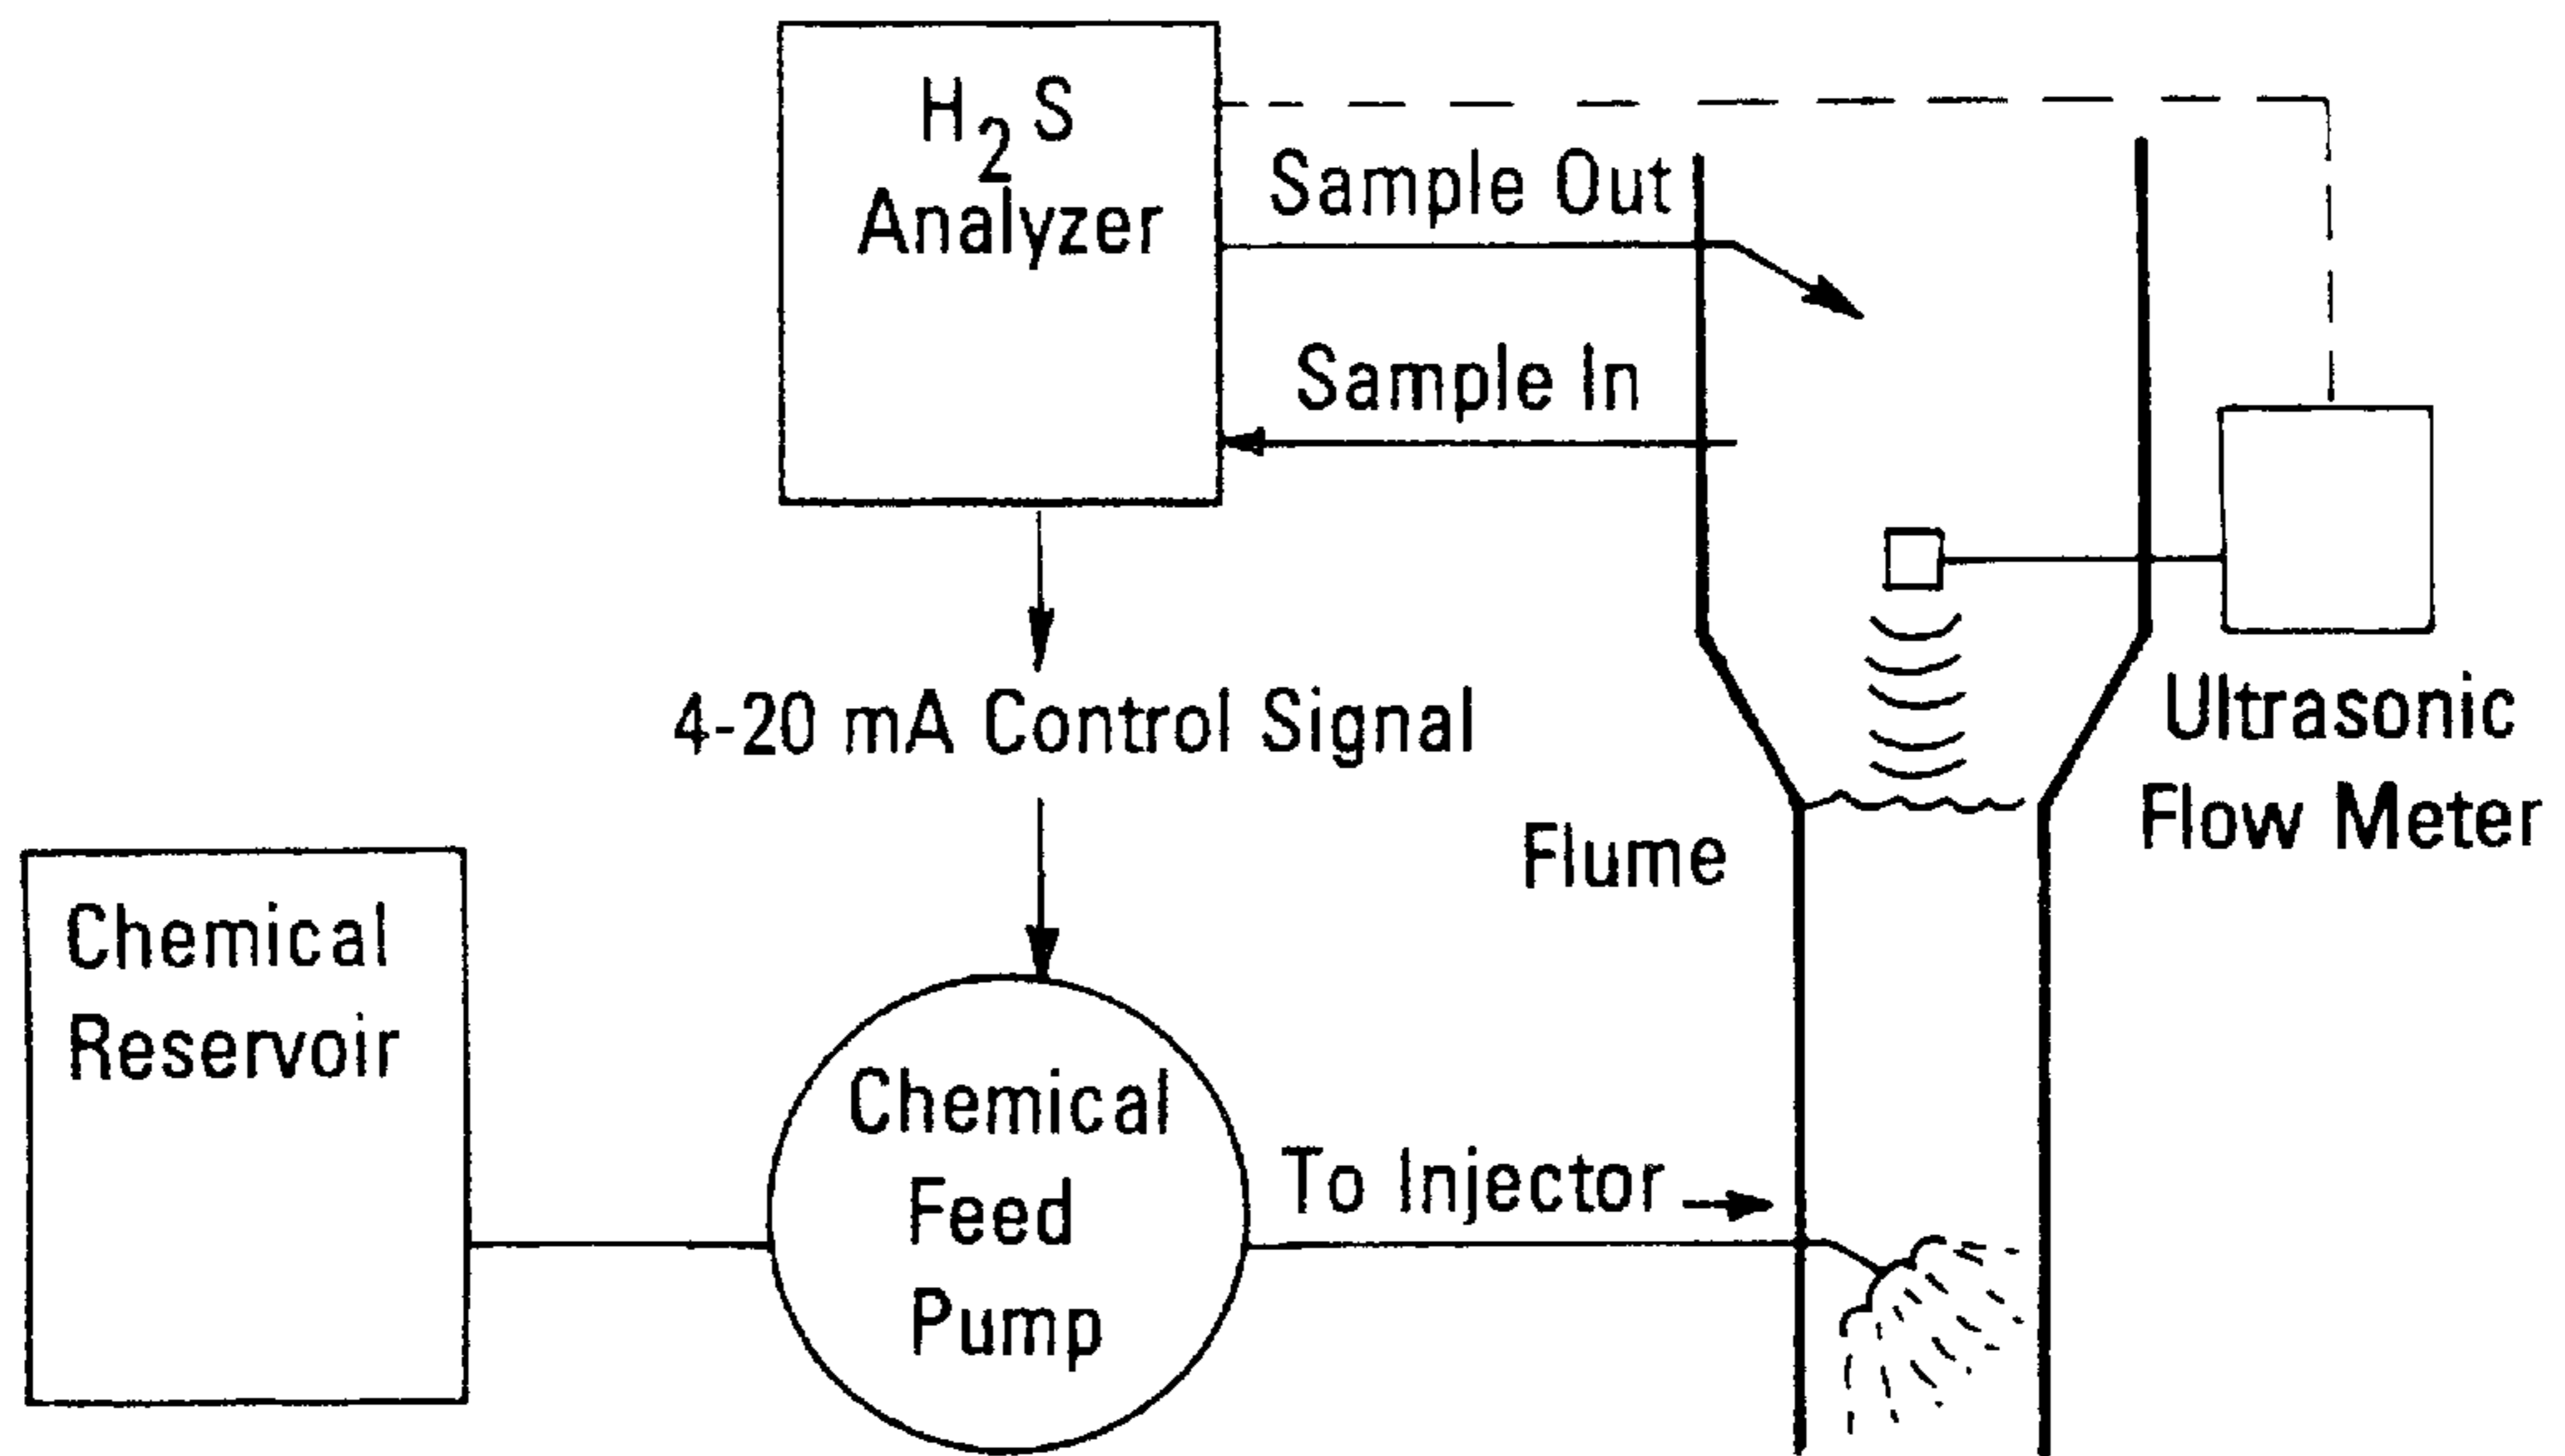 H2 S
Analyzer
Sample Out
Sample In
4-20 mA Control Signal
Ultrasonic
Flow Meter
Flume
Chemical
Reservoir
Chemical
Feed
Pump
To Injector